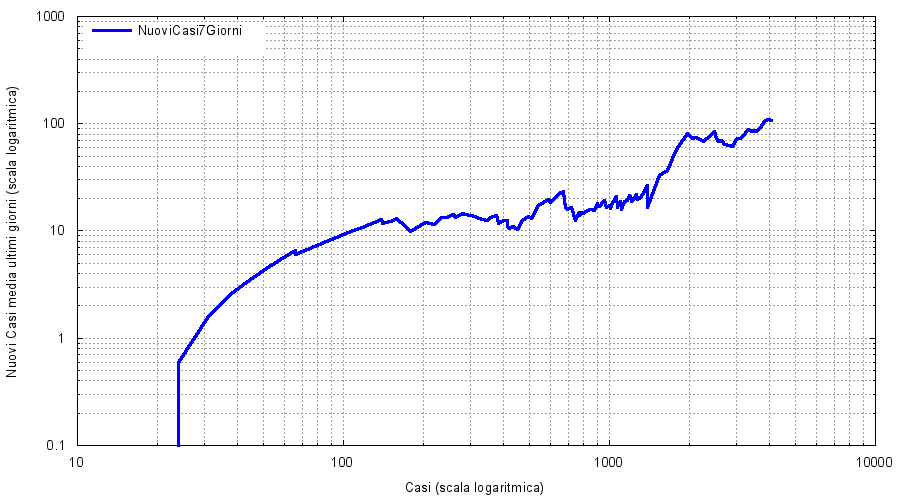 1000
NuoviCasi7Giorni
100
10
1
0.1
Nuovi Casi media ultimi giorni (scala logaritmica)
10 100 1000 10000
Casi (scala logaritmica)